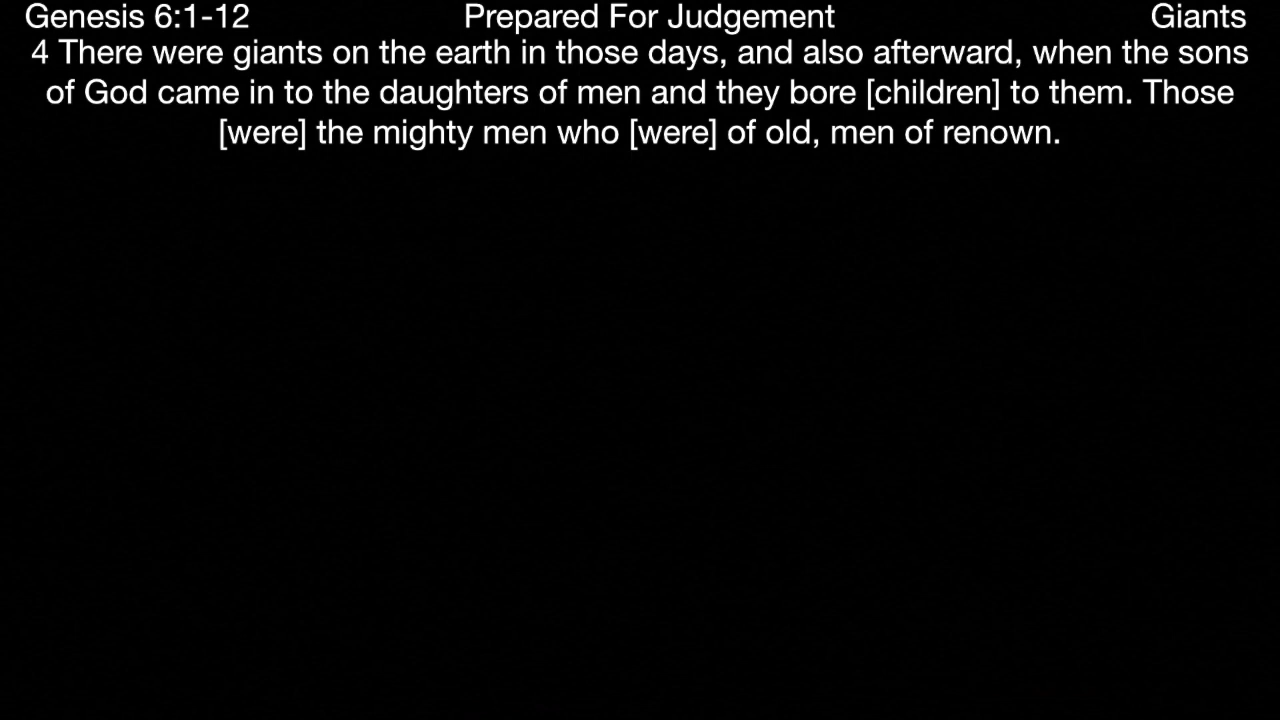 Genesis 6:1-12 Prepared For Judgement Giants
4 There were giants on the earth in those days, and also afterward, when the sons
of God came in to the daughters of men and they bore [children] to them. Those
[were] the mighty men who [were] of old, men of renown.